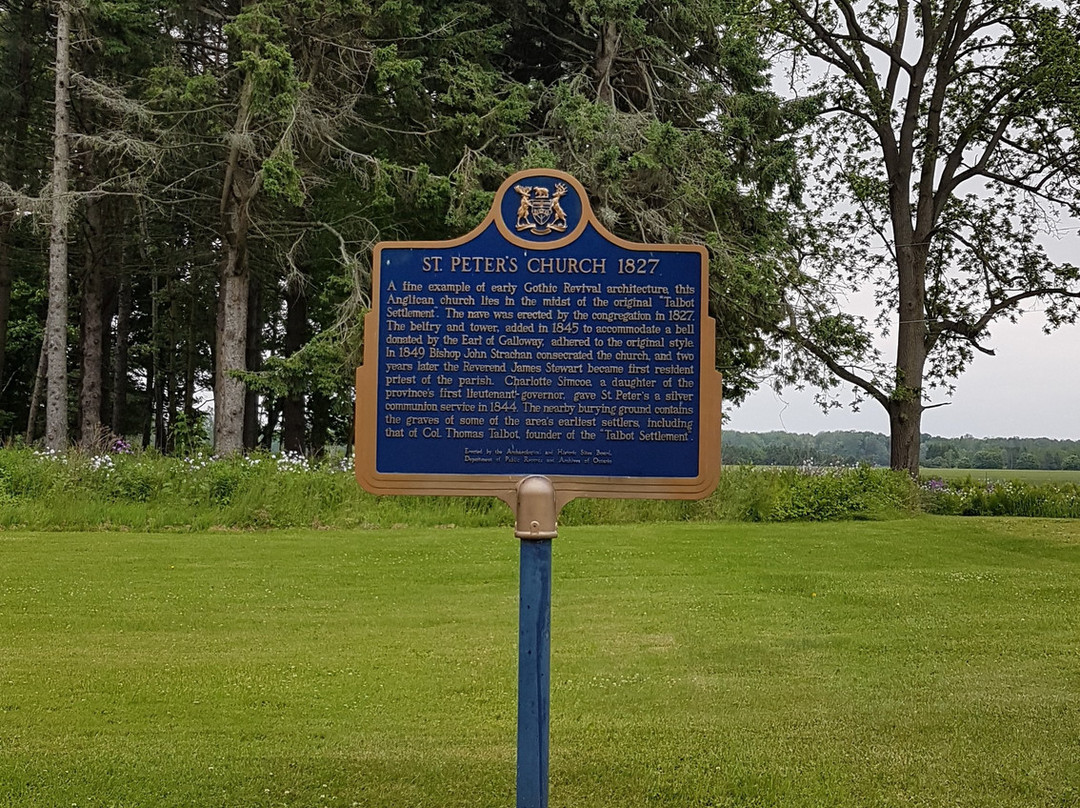 ST. PETER'S CHURCH 1827
A fine example of early Gothic Revival architecture, this
Anglican church lies in the midst of the original "Talbot
Settlement". The nave was erected by the congregation in 1827.
The belfry and tower, added in 1845 to accommodate a bell
donated by the Earl of Galloway, adhered to the original style.
In 1849 Bishop John Strachan consecrated the church, and two
years later the Reverend James Stewart became first resident
priest of the parish. Charlotte Simcoe, a daughter of the
province's first lieutenant-governor, gave St. Peter's a silver
communion service in 1844. The nearby burying ground contains
the graves of some of the area's earliest settlers, including
that of Col. Thomas Talbot, founder of the "Talbot Settlement".
Erected by the Archaeological and Historic Sites Board,
Department of Public Records and Archives of Ontario